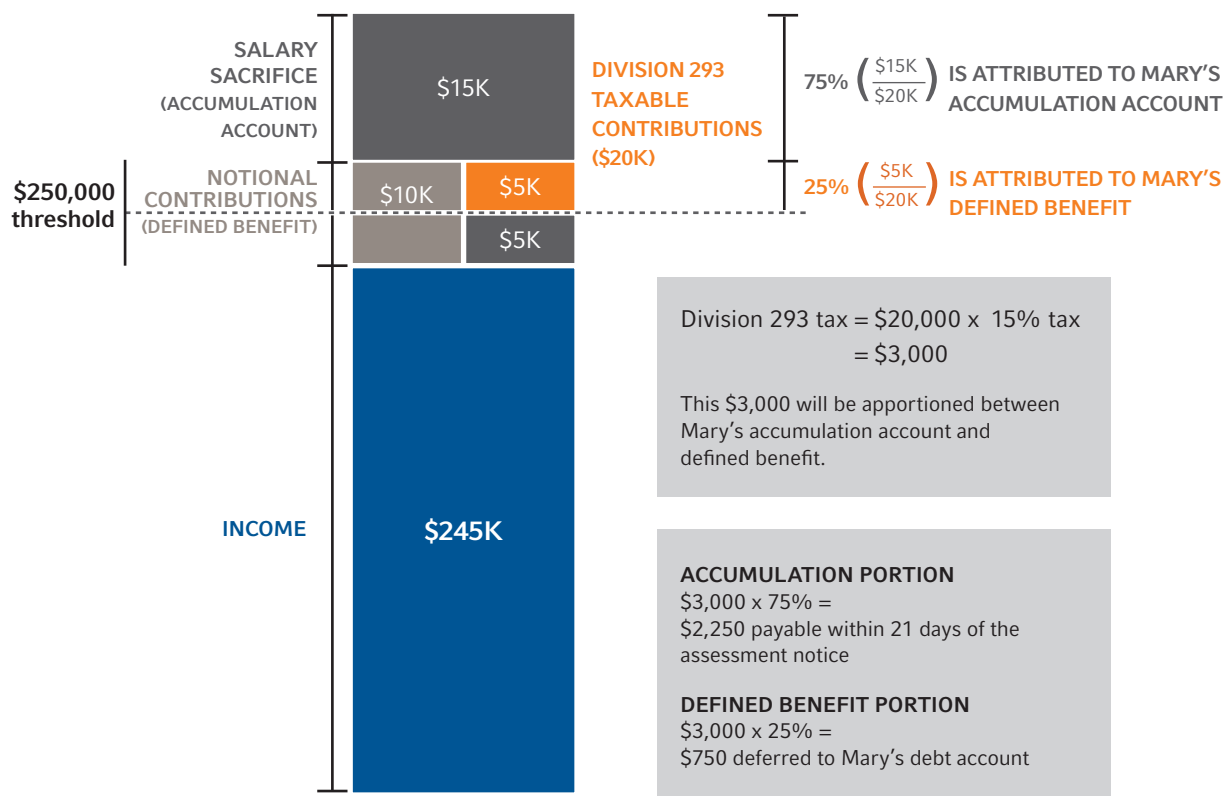 SALARY
SACRIFICE
(ACCUMULATION
ACCOUNT)
$15K
DIVISION 293
TAXABLE
CONTRIBUTIONS
($20K)
75% ($15K / $20K) IS ATTRIBUTED TO MARY'S
ACCUMULATION ACCOUNT
$250,000
threshold
NOTIONAL
CONTRIBUTIONS
(DEFINED BENEFIT)
$10K
$5K
$5K
25% ($5K / $20K) IS ATTRIBUTED TO MARY'S
DEFINED BENEFIT
INCOME
$245K
Division 293 tax = $20,000 x 15% tax
= $3,000
This $3,000 will be apportioned between
Mary's accumulation account and
defined benefit.
ACCUMULATION PORTION
$3,000 x 75% =
$2,250 payable within 21 days of the
assessment notice
DEFINED BENEFIT PORTION
$3,000 x 25% =
$750 deferred to Mary's debt account